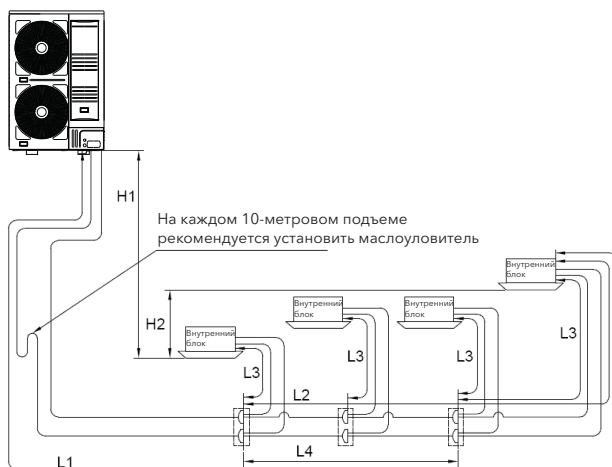 H1
На каждом 10-метровом подъеме
рекомендуется установить маслоуловитель
Внутренний
блок
H2
Внутренний
блок
Внутренний
блок
Внутренний
блок
L3
L3
L3
L3
L2
L4
L1